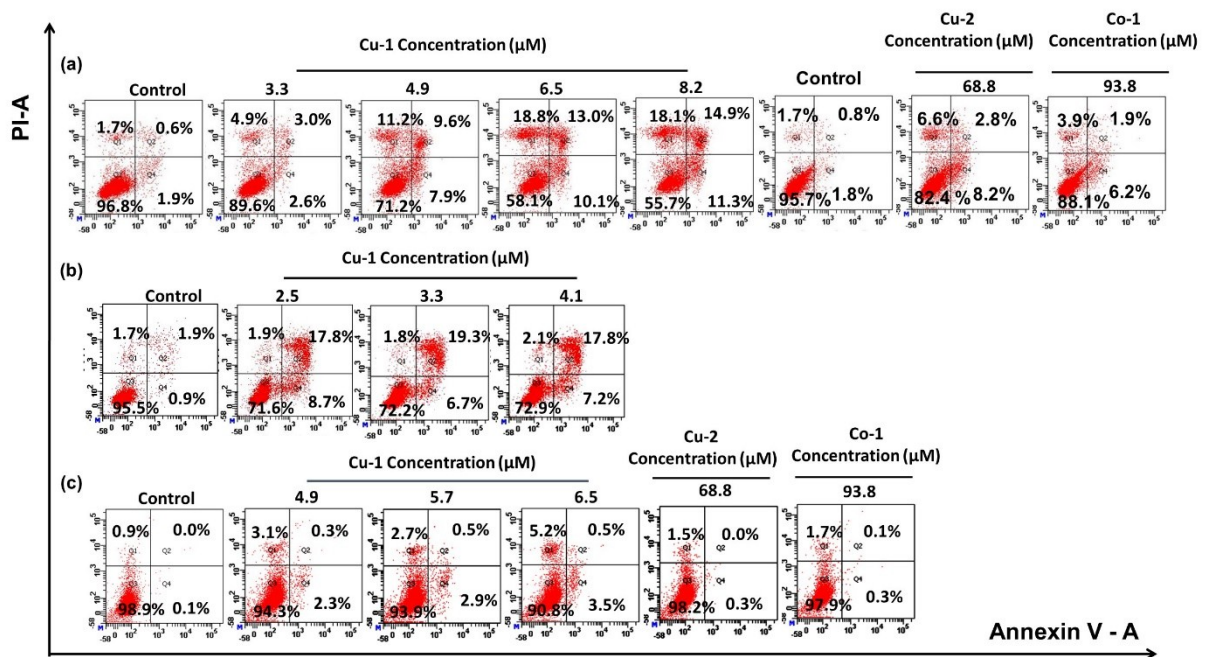 PI-A
Cu-1 Concentration (μM)
Cu-2
Concentration (μM)
Co-1
Concentration (μM)
(a)
Control 3.3 4.9 6.5 8.2 Control 68.8 93.8
1.7% 0.6% 4.9% 3.0% 11.2% 9.6% 18.8% 13.0% 18.1% 14.9% 1.7% 0.8% 6.6% 2.8% 3.9% 1.9%
96.8% 1.9% 89.6% 2.6% 71.2% 7.9% 58.1% 10.1% 55.7% 11.3% 95.7% 1.8% 82.4 % 8.2% 88.1% 6.2%
(b)
Cu-1 Concentration (μM)
Control 2.5 3.3 4.1
1.7% 1.9% 1.9% 17.8% 1.8% 19.3% 2.1% 17.8%
95.5% 0.9% 71.6% 8.7% 72.2% 6.7% 72.9% 7.2%
Cu-1 Concentration (μM)
Cu-2
Concentration (μM)
Co-1
Concentration (μM)
(c)
Control 4.9 5.7 6.5 68.8 93.8
0.9% 0.0% 3.1% 0.3% 2.7% 0.5% 5.2% 0.5% 1.5% 0.0% 1.7% 0.1%
98.9% 0.1% 94.3% 2.3% 93.9% 2.9% 90.8% 3.5% 98.2% 0.3% 97.9% 0.3%
Annexin V - A